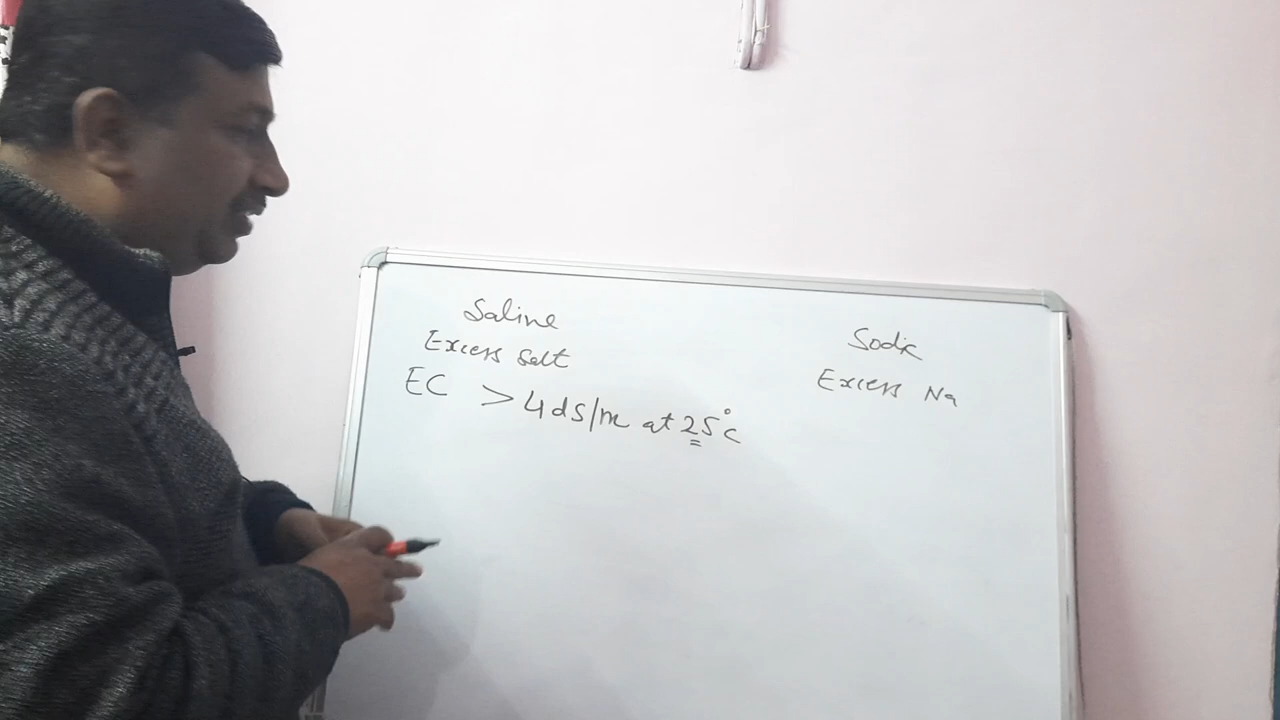 Saline
Excess Salt
EC > 4 dS/m at 25°c
Sodic
Excess Na